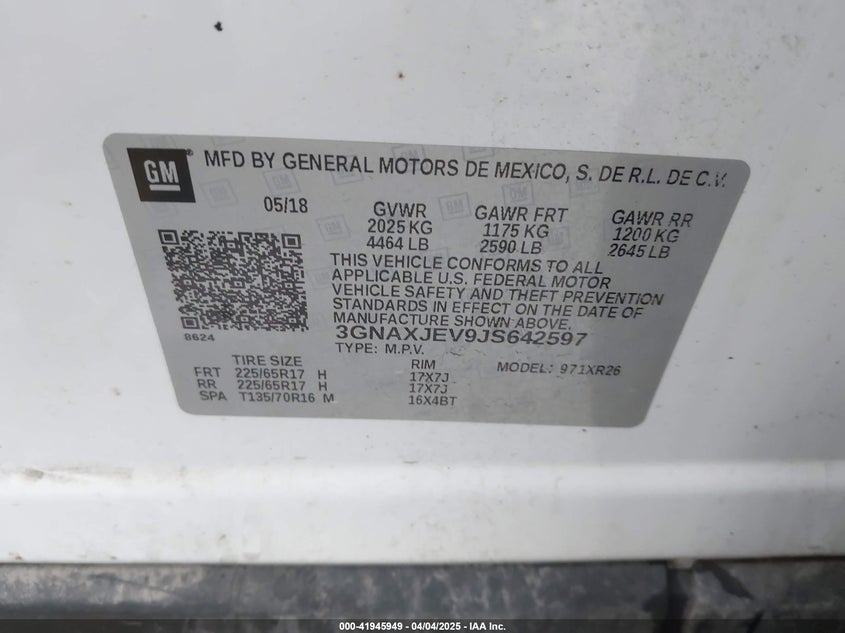 GM
MFD BY GENERAL MOTORS DE MEXICO, S. DE R.L. DE C.V.
05/18 GVWR GAWR FRT GAWR RR
2025 KG 1175 KG 1200 KG
4464 LB 2590 LB 2645 LB
THIS VEHICLE CONFORMS TO ALL
APPLICABLE U.S. FEDERAL MOTOR
VEHICLE SAFETY AND THEFT PREVENTION
STANDARDS IN EFFECT ON THE DATE OF
MANUFACTURE SHOWN ABOVE.
8624 3GNAXJEV9JS642597
TYPE: M.P.V.
TIRE SIZE RIM MODEL: 971XR26
FRT 225/65R17 H 17X7J
RR 225/65R17 H 17X7J
SPA T135/70R16 M 16X4BT
000-41945949 | 04/04/2025 - IAA Inc.